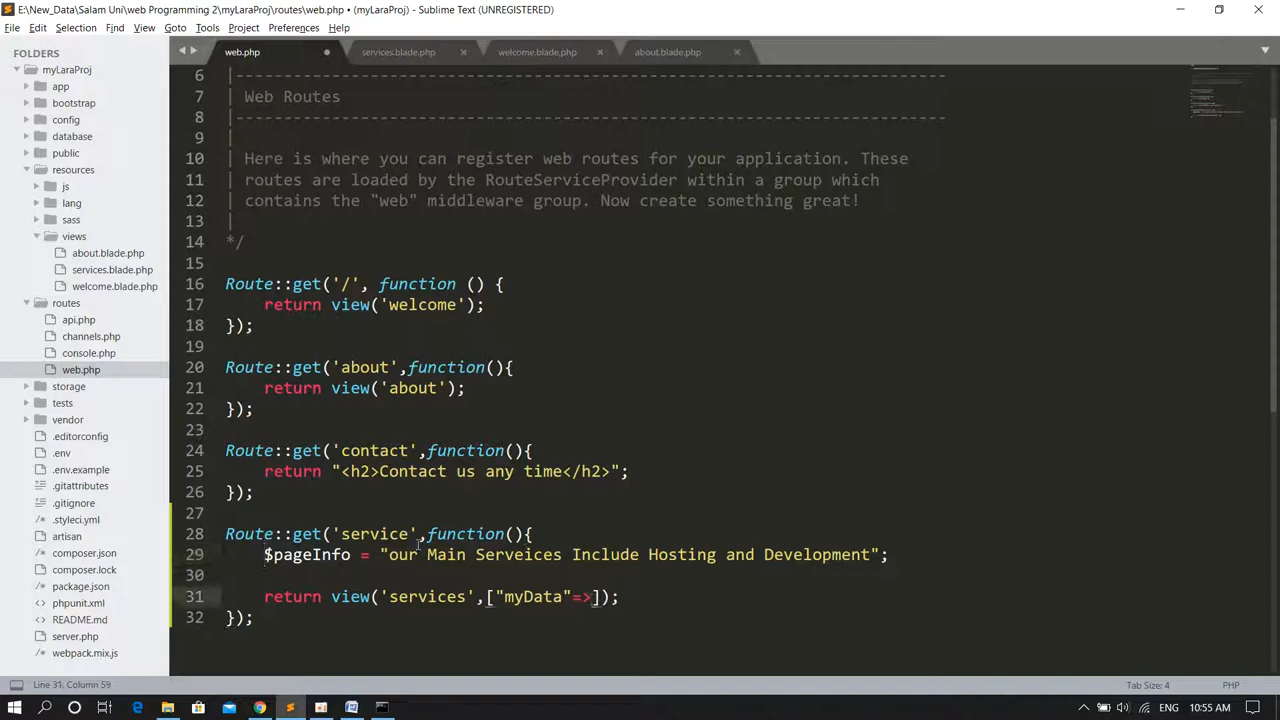 E:\New_Data\Salam Uni\web Programming 2\myLaraProj\routes\web.php • (myLaraProj) - Sublime Text (UNREGISTERED)
File Edit Selection Find View Goto Tools Project Preferences Help
FOLDERS
myLaraProj
app
bootstrap
config
database
public
resources
js
lang
sass
views
about.blade.php
services.blade.php
welcome.blade.php
routes
api.php
channels.php
console.php
web.php
storage
tests
vendor
.editorconfig
.env
.env.example
.gitattributes
.gitignore
.styleci.yml
artisan
composer.json
composer.lock
package.json
phpunit.xml
README.md
server.php
webpack.mix.js
web.php services.blade.php welcome.blade.php about.blade.php
6 |--------------------------------------------------------------------------
7 | Web Routes
8 |--------------------------------------------------------------------------
9 |
10 | Here is where you can register web routes for your application. These
11 | routes are loaded by the RouteServiceProvider within a group which
12 | contains the "web" middleware group. Now create something great!
13 |
14 */
15
16 Route::get('/', function () {
17 return view('welcome');
18 });
19
20 Route::get('about',function(){
21 return view('about');
22 });
23
24 Route::get('contact',function(){
25 return "<h2>Contact us any time</h2>";
26 });
27
28 Route::get('service',function(){
29 $pageInfo = "our Main Serveices Include Hosting and Development";
30
31 return view('services',["myData"=>]);
32 });
Line 31, Column 59 Tab Size: 4 PHP
ENG 10:55 AM